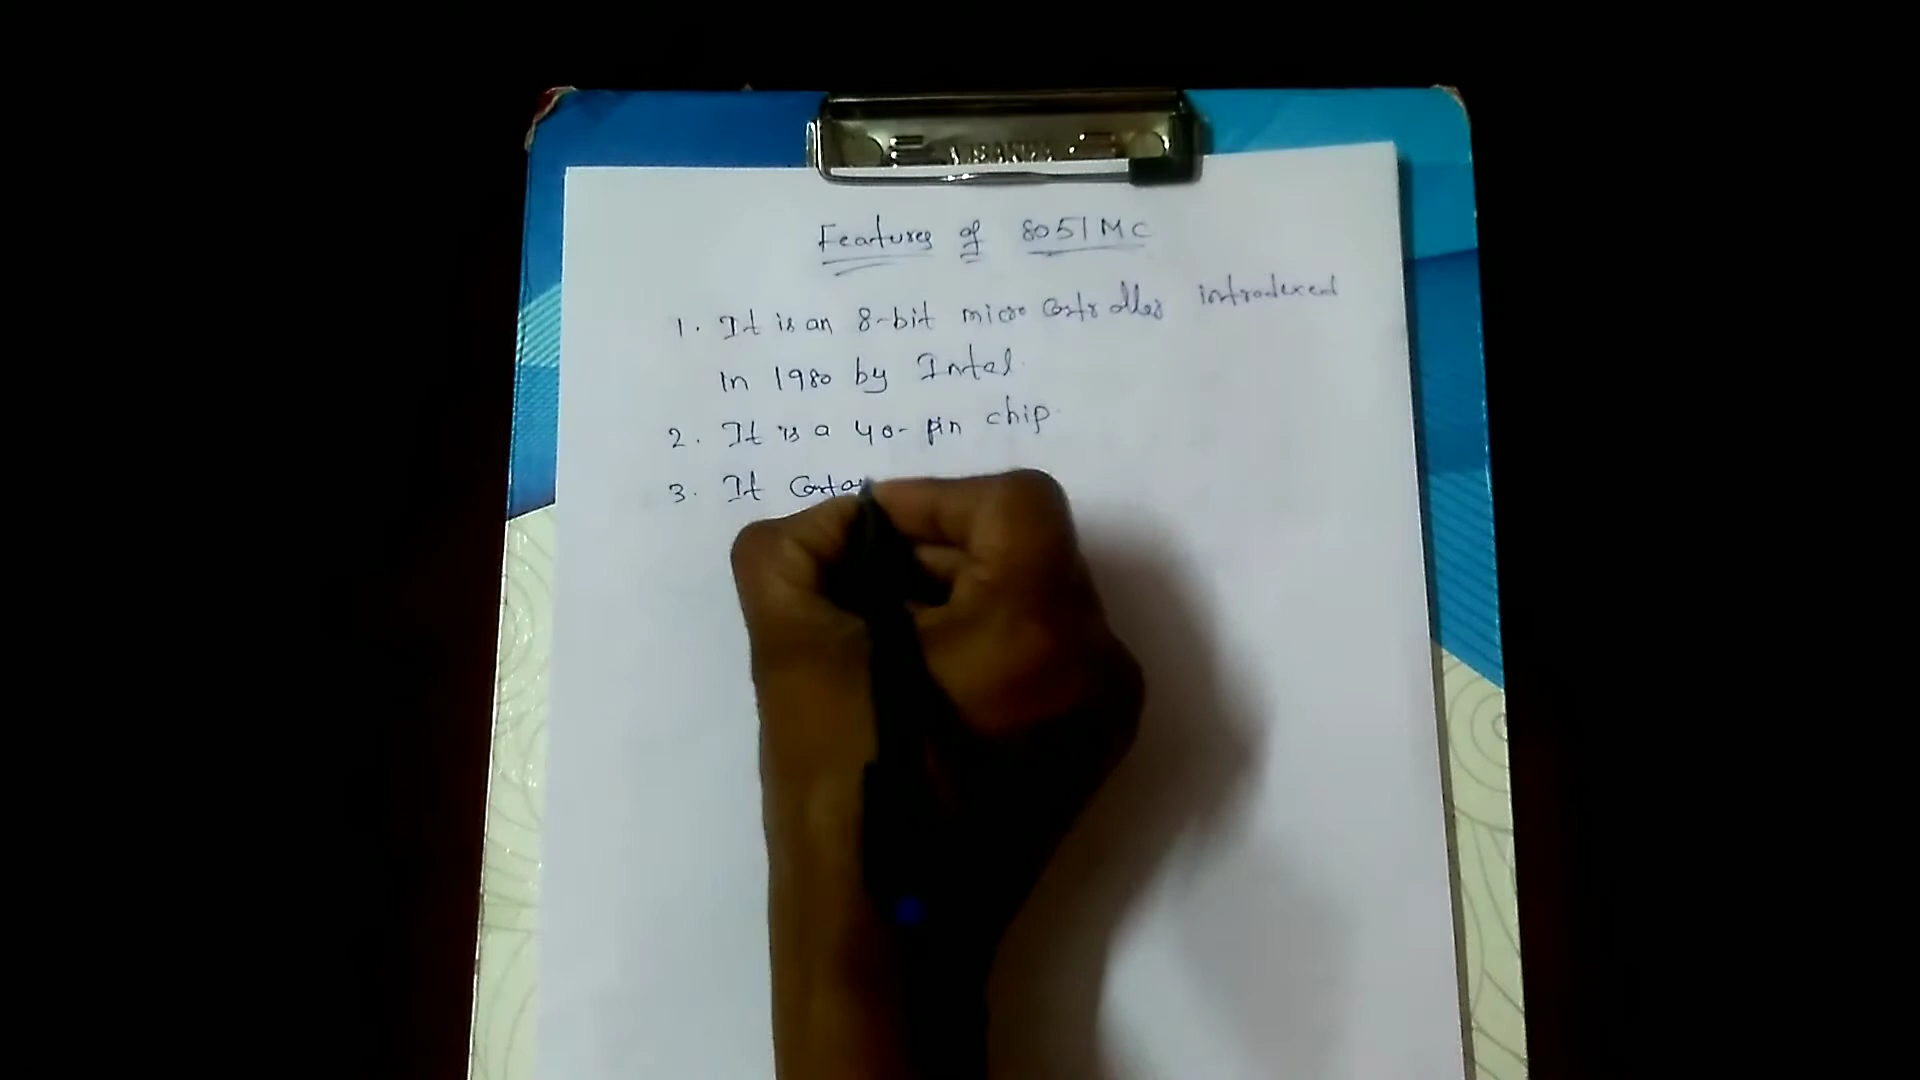 Features of 8051 MC
1. It is an 8-bit micro controller introduced
in 1980 by Intel.
2. It is a 40-pin chip.
3. It Conta